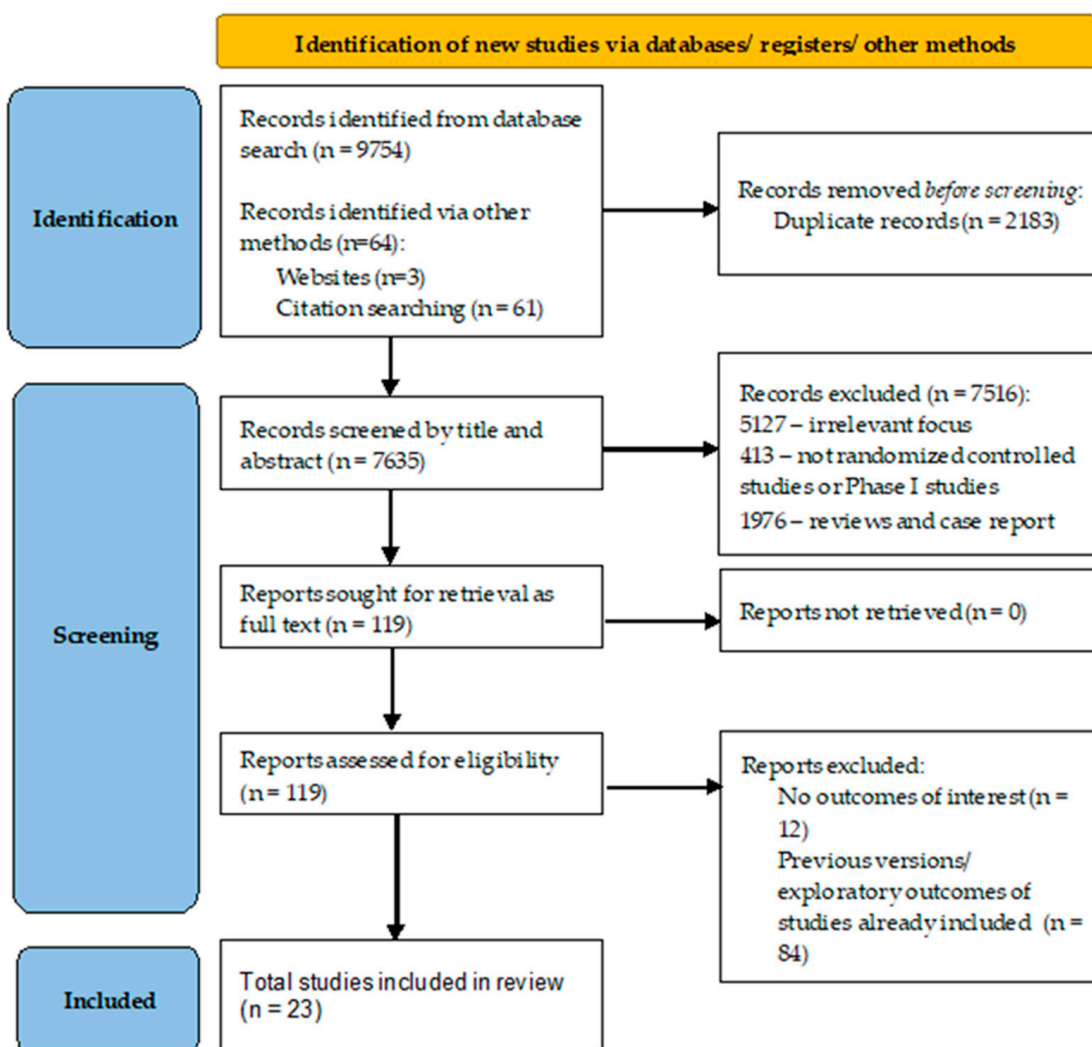 Identification of new studies via databases/ registers/ other methods
Identification
Records identified from database
search (n = 9754)
Records identified via other
methods (n=64):
Websites (n=3)
Citation searching (n = 61)
Records removed before screening:
Duplicate records (n = 2183)
Screening
Records screened by title and
abstract (n = 7635)
Records excluded (n = 7516):
5127 – irrelevant focus
413 – not randomized controlled
studies or Phase I studies
1976 – reviews and case report
Reports sought for retrieval as
full text (n = 119)
Reports not retrieved (n = 0)
Reports assessed for eligibility
(n = 119)
Reports excluded:
No outcomes of interest (n =
12)
Previous versions/
exploratory outcomes of
studies already included (n =
84)
Included
Total studies included in review
(n = 23)